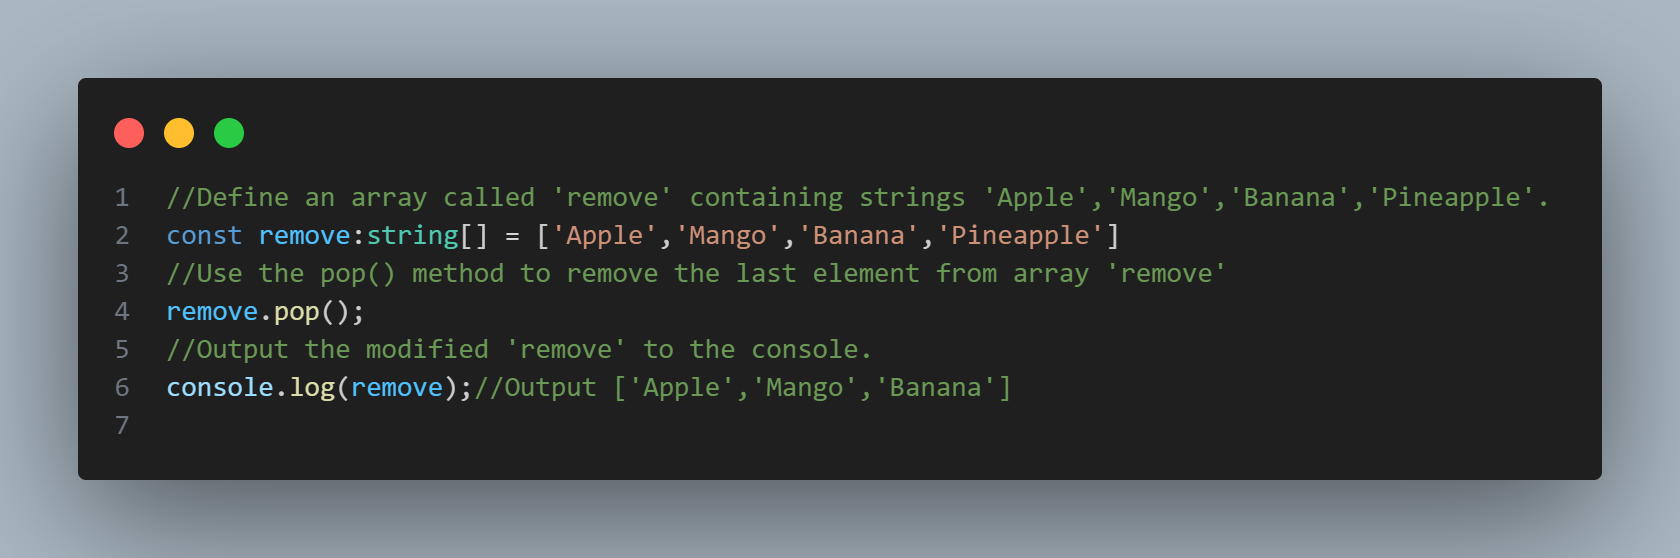 1 //Define an array called 'remove' containing strings 'Apple','Mango','Banana','Pineapple'.
2 const remove:string[] = ['Apple','Mango','Banana','Pineapple']
3 //Use the pop() method to remove the last element from array 'remove'
4 remove.pop();
5 //Output the modified 'remove' to the console.
6 console.log(remove);//Output ['Apple','Mango','Banana']
7